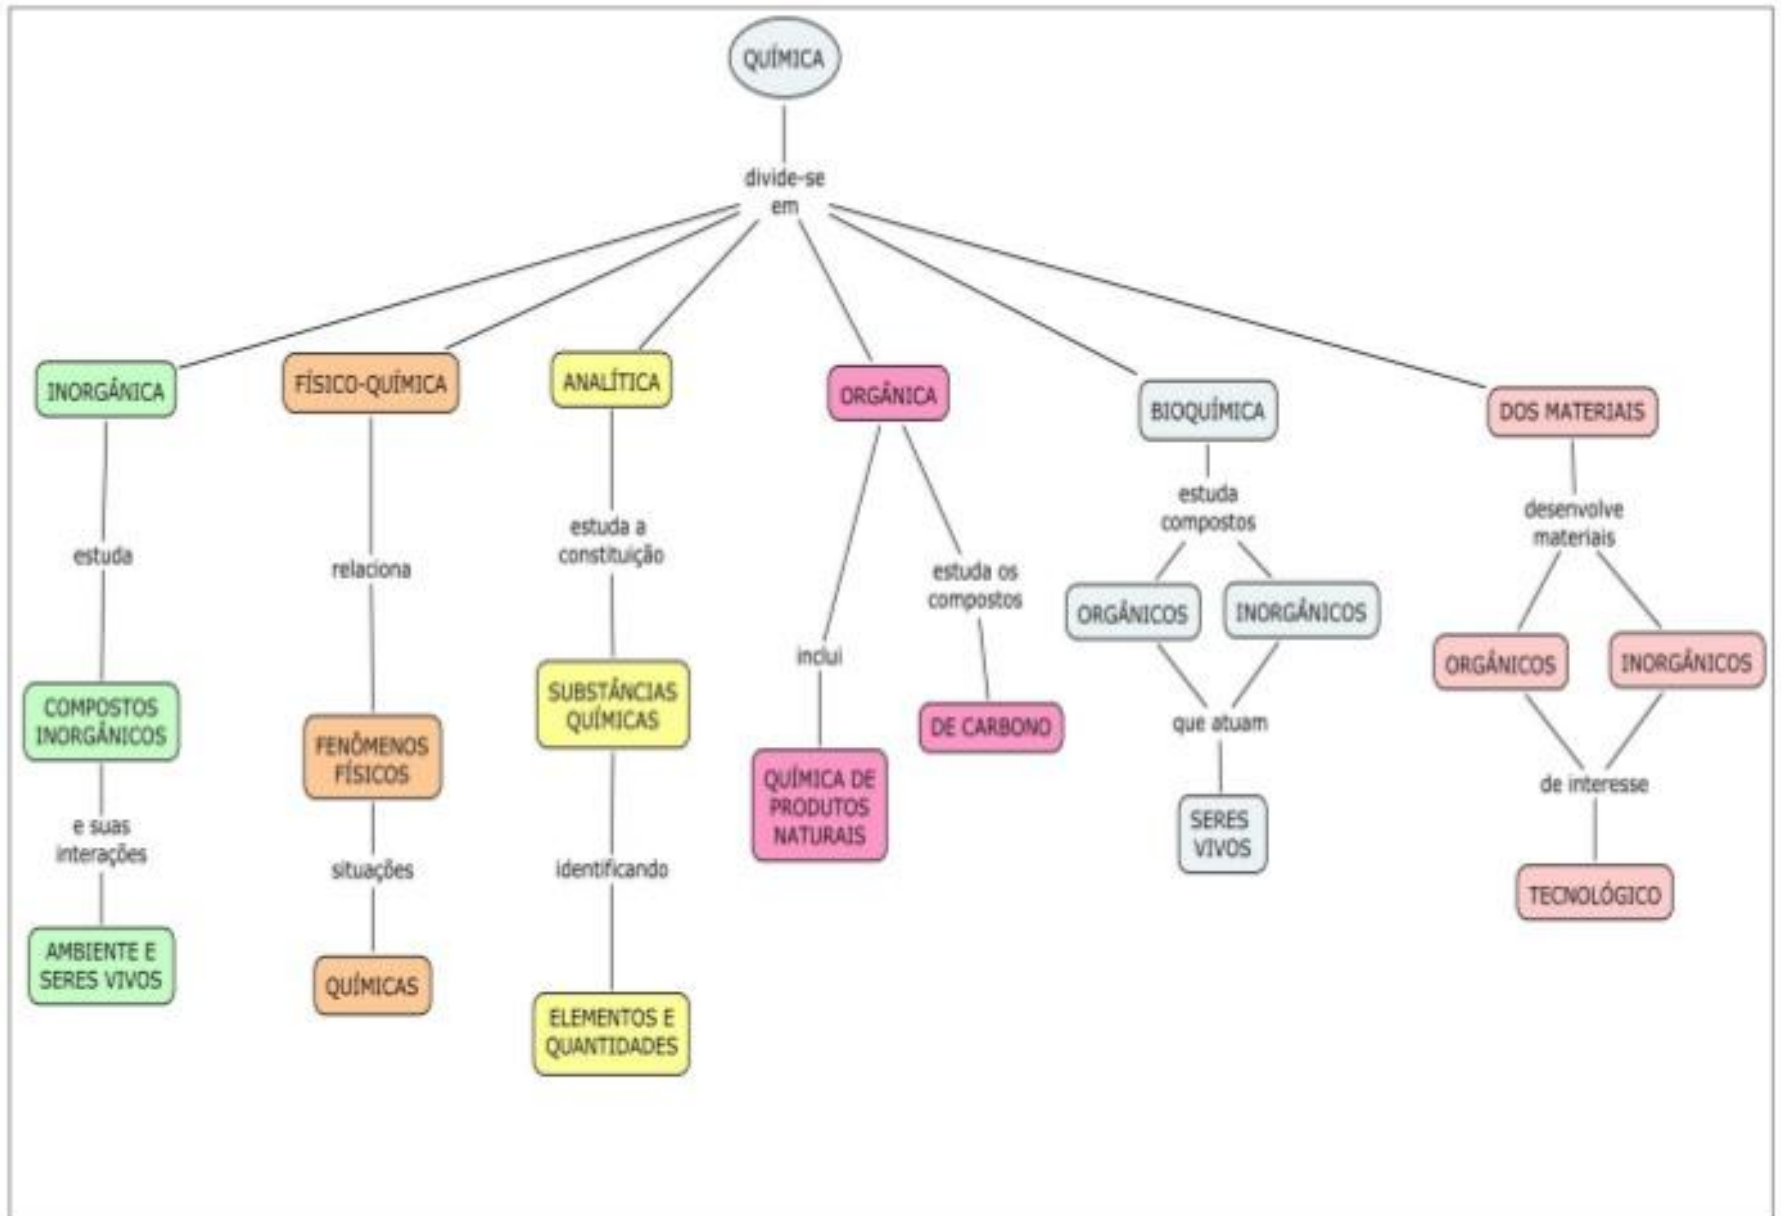 QUÍMICA
divide-se
em
INORGÂNICA
estuda
COMPOSTOS
INORGÂNICOS
e suas
interações
AMBIENTE E
SERES VIVOS
FÍSICO-QUÍMICA
relaciona
FENÔMENOS
FÍSICOS
situações
QUÍMICAS
ANALÍTICA
estuda a
constituição
SUBSTÂNCIAS
QUÍMICAS
identificando
ELEMENTOS E
QUANTIDADES
ORGÂNICA
inclui
QUÍMICA DE
PRODUTOS
NATURAIS
estuda os
compostos
DE CARBONO
BIOQUÍMICA
estuda
compostos
ORGÂNICOS
INORGÂNICOS
que atuam
SERES
VIVOS
DOS MATERIAIS
desenvolve
materiais
ORGÂNICOS
INORGÂNICOS
de interesse
TECNOLÓGICO